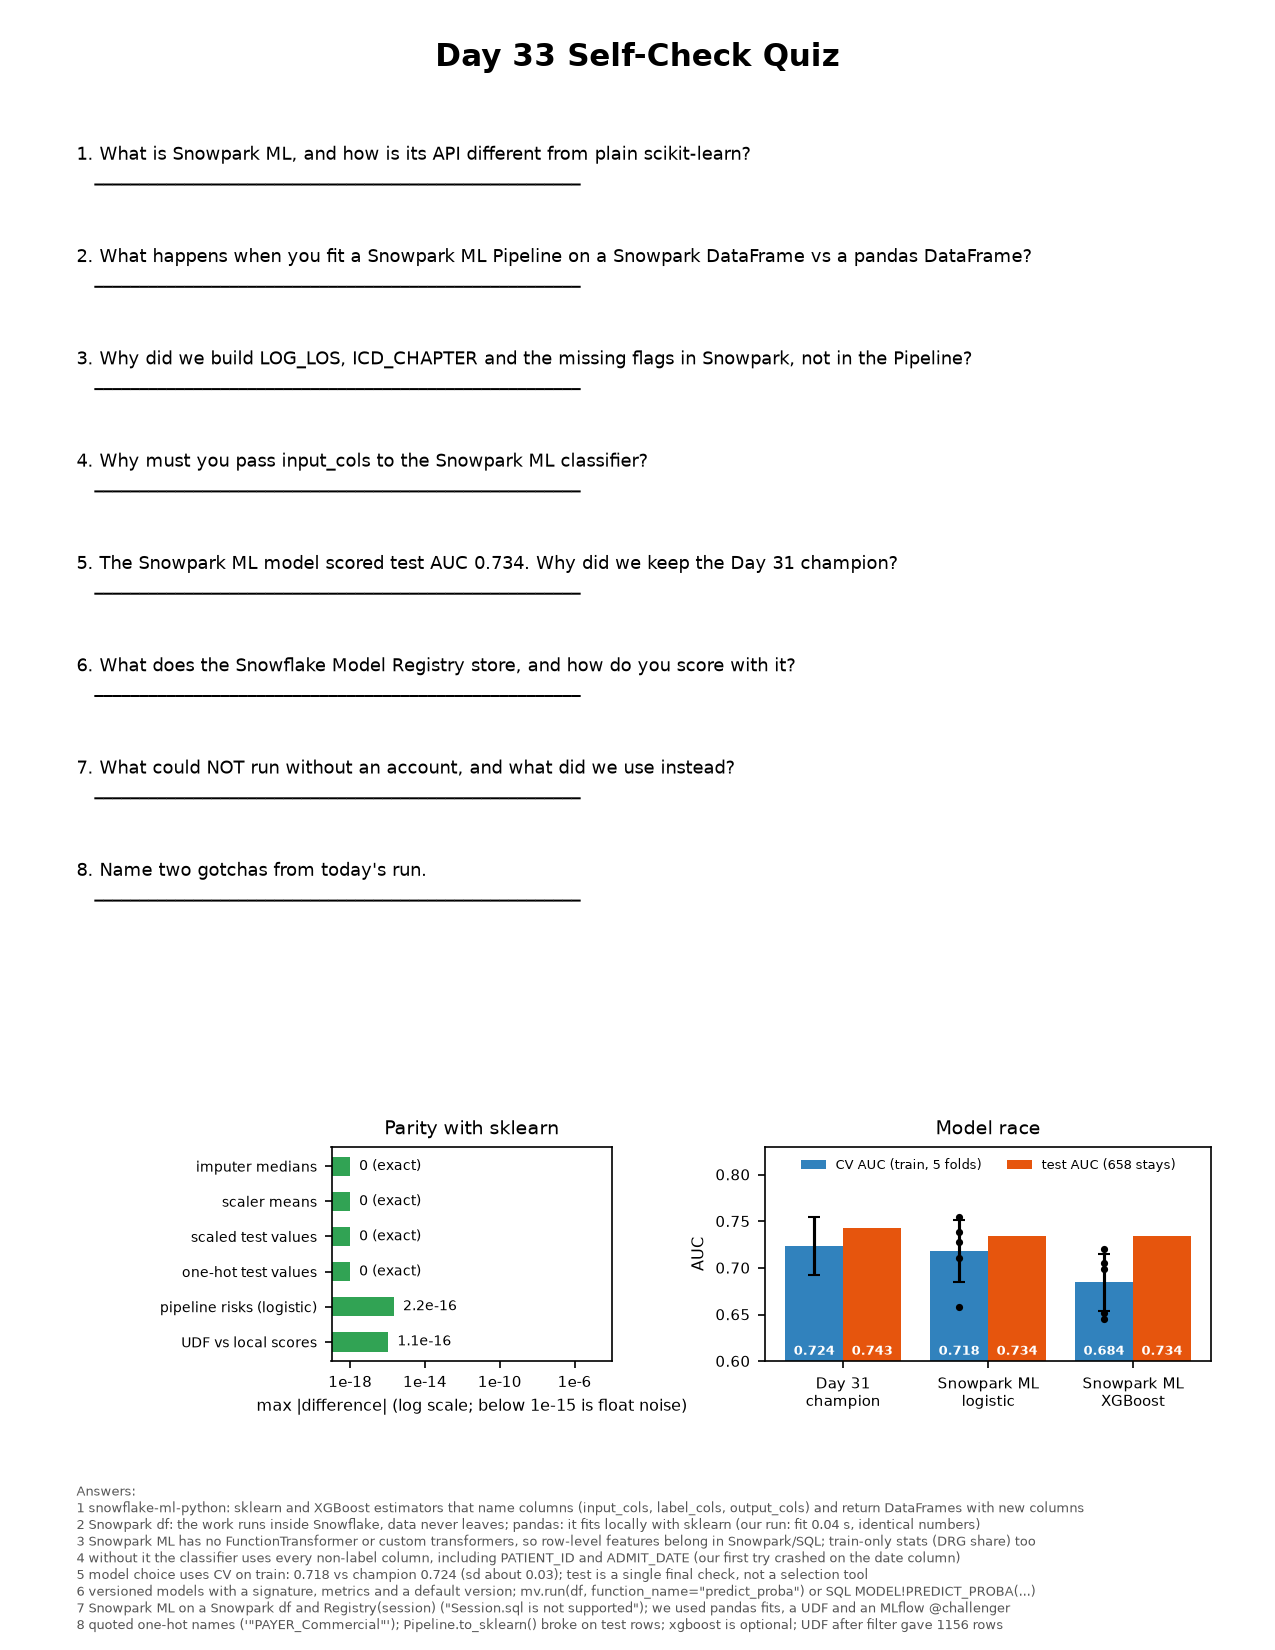 Day 33 Self-Check Quiz
1. What is Snowpark ML, and how is its API different from plain scikit-learn?
2. What happens when you fit a Snowpark ML Pipeline on a Snowpark DataFrame vs a pandas DataFrame?
3. Why did we build LOG_LOS, ICD_CHAPTER and the missing flags in Snowpark, not in the Pipeline?
4. Why must you pass input_cols to the Snowpark ML classifier?
5. The Snowpark ML model scored test AUC 0.734. Why did we keep the Day 31 champion?
6. What does the Snowflake Model Registry store, and how do you score with it?
7. What could NOT run without an account, and what did we use instead?
8. Name two gotchas from today's run.
Parity with sklearn
imputer medians 0 (exact)
scaler means 0 (exact)
scaled test values 0 (exact)
one-hot test values 0 (exact)
pipeline risks (logistic) 2.2e-16
UDF vs local scores 1.1e-16
1e-18 1e-14 1e-10 1e-6
max |difference| (log scale; below 1e-15 is float noise)
Model race
CV AUC (train, 5 folds) test AUC (658 stays)
0.80
0.75
0.70
0.65
0.60
AUC
0.724 0.743 0.718 0.734 0.684 0.734
Day 31 Snowpark ML Snowpark ML
champion logistic XGBoost
Answers:
1 snowflake-ml-python: sklearn and XGBoost estimators that name columns (input_cols, label_cols, output_cols) and return DataFrames with new columns
2 Snowpark df: the work runs inside Snowflake, data never leaves; pandas: it fits locally with sklearn (our run: fit 0.04 s, identical numbers)
3 Snowpark ML has no FunctionTransformer or custom transformers, so row-level features belong in Snowpark/SQL; train-only stats (DRG share) too
4 without it the classifier uses every non-label column, including PATIENT_ID and ADMIT_DATE (our first try crashed on the date column)
5 model choice uses CV on train: 0.718 vs champion 0.724 (sd about 0.03); test is a single final check, not a selection tool
6 versioned models with a signature, metrics and a default version; mv.run(df, function_name="predict_proba") or SQL MODEL!PREDICT_PROBA(...)
7 Snowpark ML on a Snowpark df and Registry(session) ("Session.sql is not supported"); we used pandas fits, a UDF and an MLflow @challenger
8 quoted one-hot names ('"PAYER_Commercial"'); Pipeline.to_sklearn() broke on test rows; xgboost is optional; UDF after filter gave 1156 rows